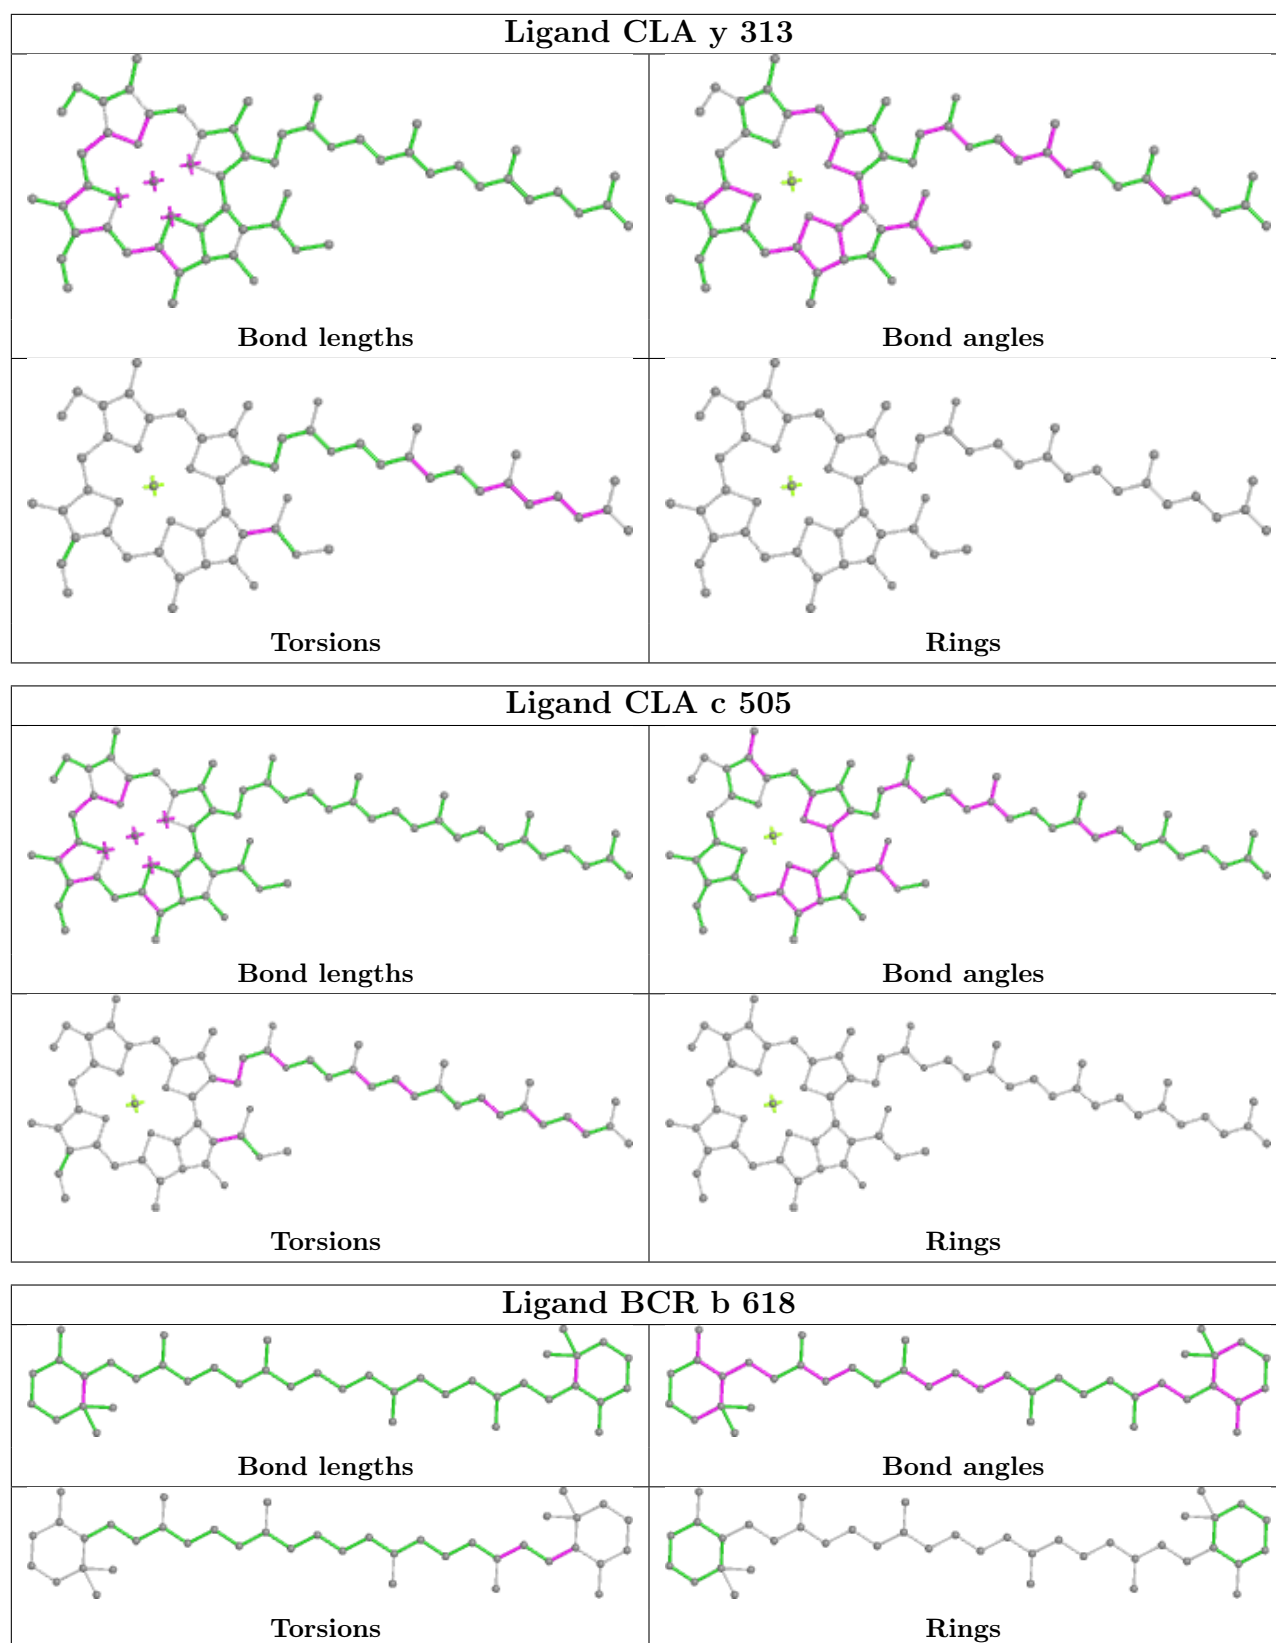 Ligand CLA y 313
Bond lengths
Bond angles
Torsions
Rings
Ligand CLA c 505
Bond lengths
Bond angles
Torsions
Rings
Ligand BCR b 618
Bond lengths
Bond angles
Torsions
Rings